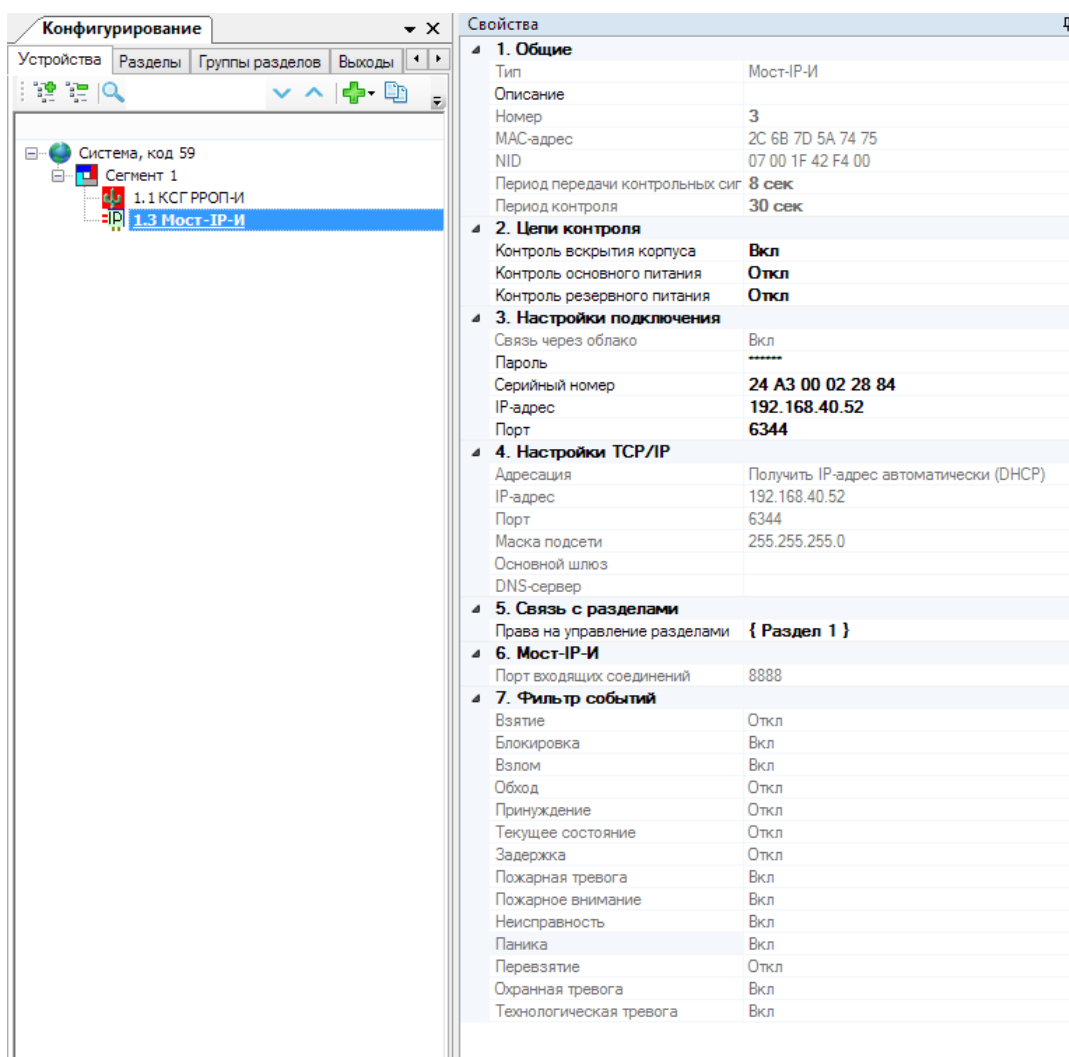 Конфигурирование
Устройства Разделы Группы разделов Выходы
Система, код 59
Сегмент 1
1.1 КСГ РРОП-И
IP 1.3 Мост-IP-И
Свойства
1. Общие
Тип Мост-IP-И
Описание
Номер 3
MAC-адрес 2C 6B 7D 5A 74 75
NID 07 00 1F 42 F4 00
Период передачи контрольных сиг 8 сек
Период контроля 30 сек
2. Цепи контроля
Контроль вскрытия корпуса Вкл
Контроль основного питания Откл
Контроль резервного питания Откл
3. Настройки подключения
Связь через облако Вкл
Пароль ******
Серийный номер 24 A3 00 02 28 84
IP-адрес 192.168.40.52
Порт 6344
4. Настройки TCP/IP
Адресация Получить IP-адрес автоматически (DHCP)
IP-адрес 192.168.40.52
Порт 6344
Маска подсети 255.255.255.0
Основной шлюз
DNS-сервер
5. Связь с разделами
Права на управление разделами { Раздел 1 }
6. Мост-IP-И
Порт входящих соединений 8888
7. Фильтр событий
Взятие Откл
Блокировка Вкл
Взлом Вкл
Обход Откл
Принуждение Откл
Текущее состояние Откл
Задержка Откл
Пожарная тревога Вкл
Пожарное внимание Вкл
Неисправность Вкл
Паника Вкл
Перевзятие Откл
Охранная тревога Вкл
Технологическая тревога Вкл